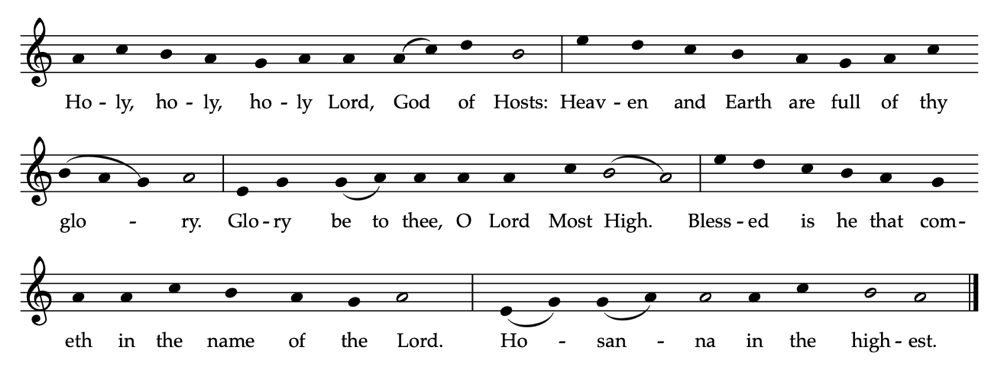 Ho - ly, ho - ly, ho - ly Lord, God of Hosts: Heav - en and Earth are full of thy
glo - ry. Glo - ry be to thee, O Lord Most High. Bless - ed is he that com-
eth in the name of the Lord. Ho - san - na in the high - est.